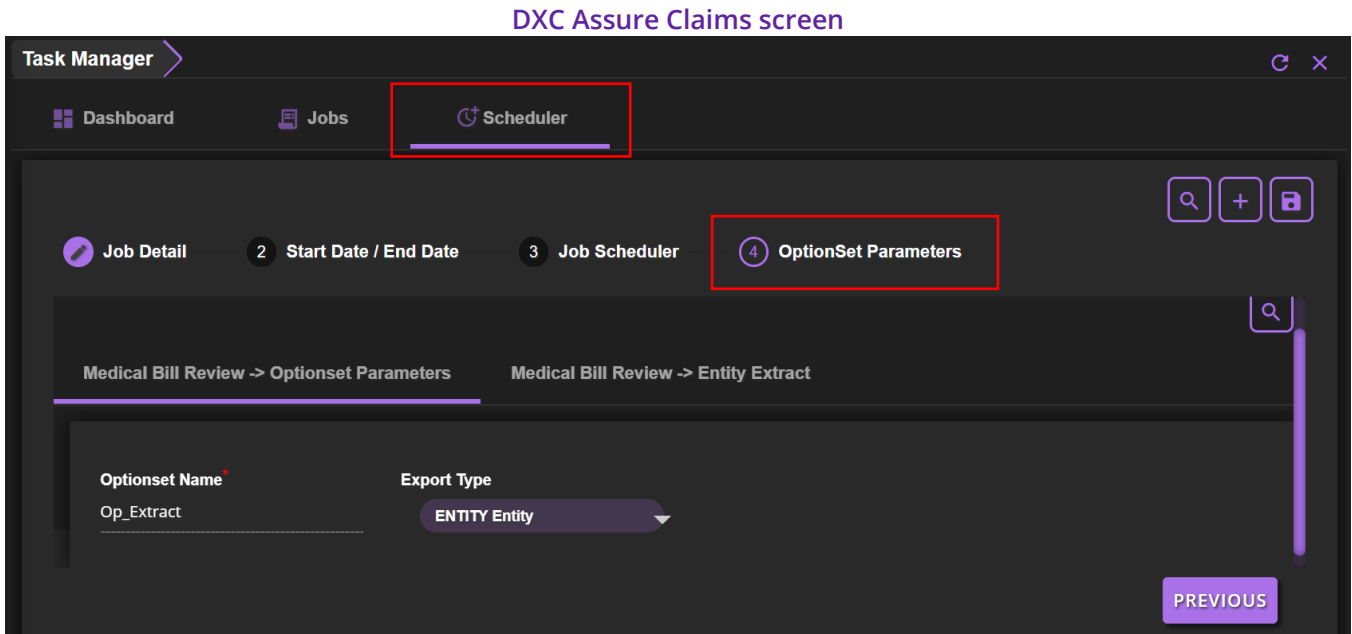 DXC Assure Claims screen
Task Manager
Dashboard Jobs Scheduler
Job Detail 2 Start Date / End Date 3 Job Scheduler 4 OptionSet Parameters
Medical Bill Review -> Optionset Parameters Medical Bill Review -> Entity Extract
Optionset Name* Export Type
Op_Extract ENTITY Entity
PREVIOUS